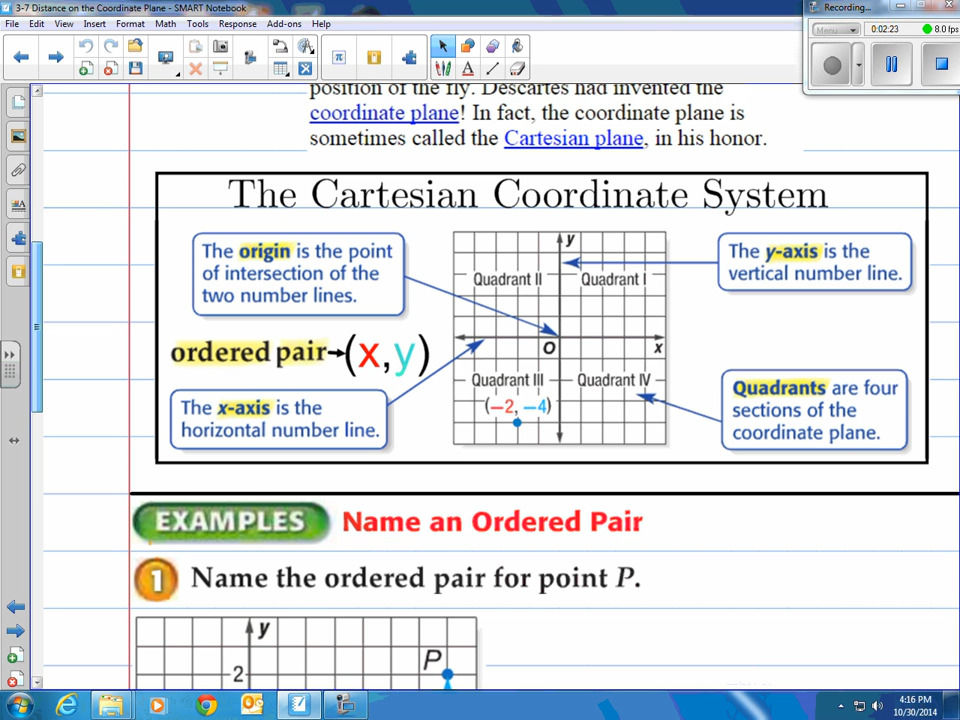 3-7 Distance on the Coordinate Plane - SMART Notebook
Recording...
File Edit View Insert Format Math Tools Response Add-ons Help
Menu 0:02:23 8.0 fps
position of the fly. Descartes had invented the
coordinate plane! In fact, the coordinate plane is
sometimes called the Cartesian plane, in his honor.
The Cartesian Coordinate System
The origin is the point
of intersection of the
two number lines.
ordered pair→(x,y)
The x-axis is the
horizontal number line.
y
Quadrant II Quadrant I
O x
Quadrant III Quadrant IV
(−2, −4)
The y-axis is the
vertical number line.
Quadrants are four
sections of the
coordinate plane.
EXAMPLES Name an Ordered Pair
1 Name the ordered pair for point P.
y
P
2
4:16 PM
10/30/2014